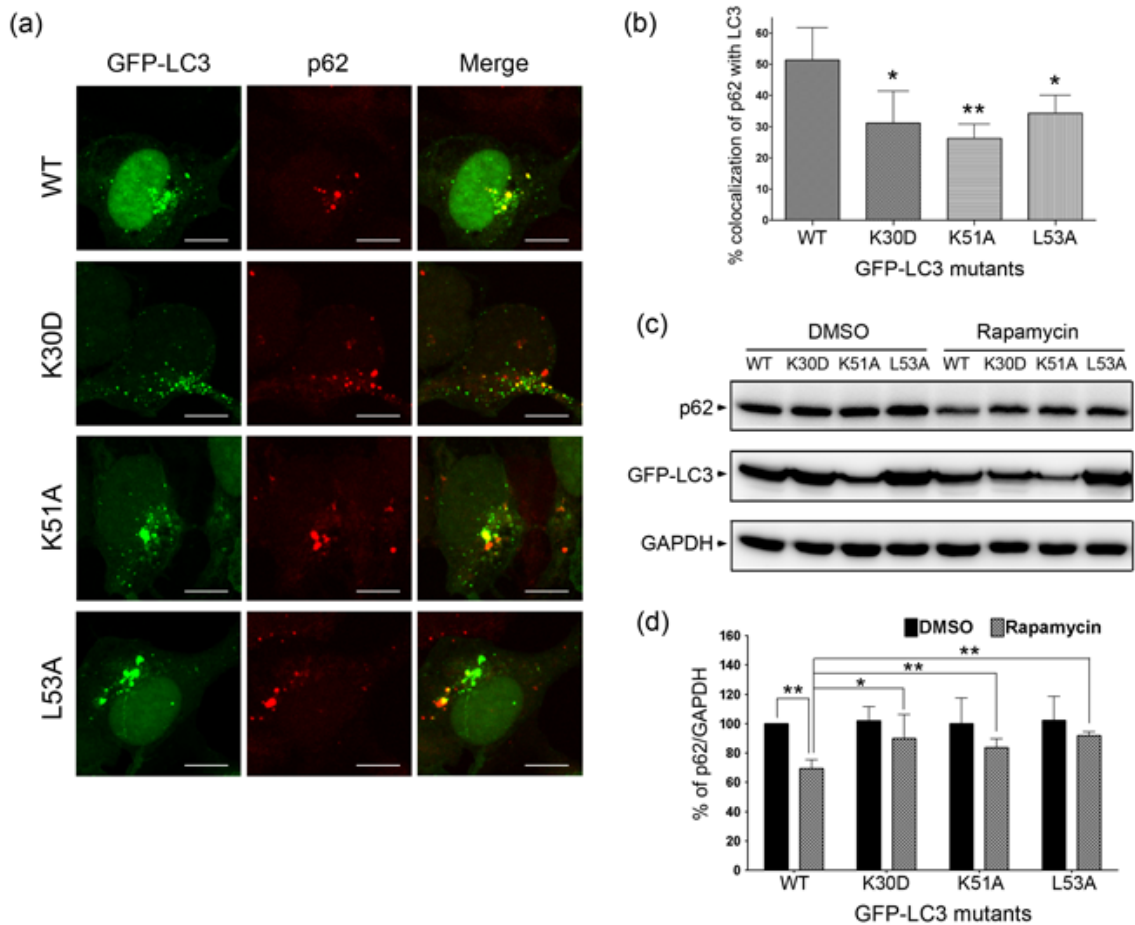 (a)
GFP-LC3 p62 Merge
WT
K30D
K51A
L53A
(b)
% colocalization of p62 with LC3
60
50
40
30
20
10
0
* ** *
WT K30D K51A L53A
GFP-LC3 mutants
(c)
DMSO Rapamycin
WT K30D K51A L53A WT K30D K51A L53A
p62
GFP-LC3
GAPDH
(d)
DMSO Rapamycin
% of p62/GAPDH
160
140
120
100
80
60
40
20
0
**
**
*
**
WT K30D K51A L53A
GFP-LC3 mutants